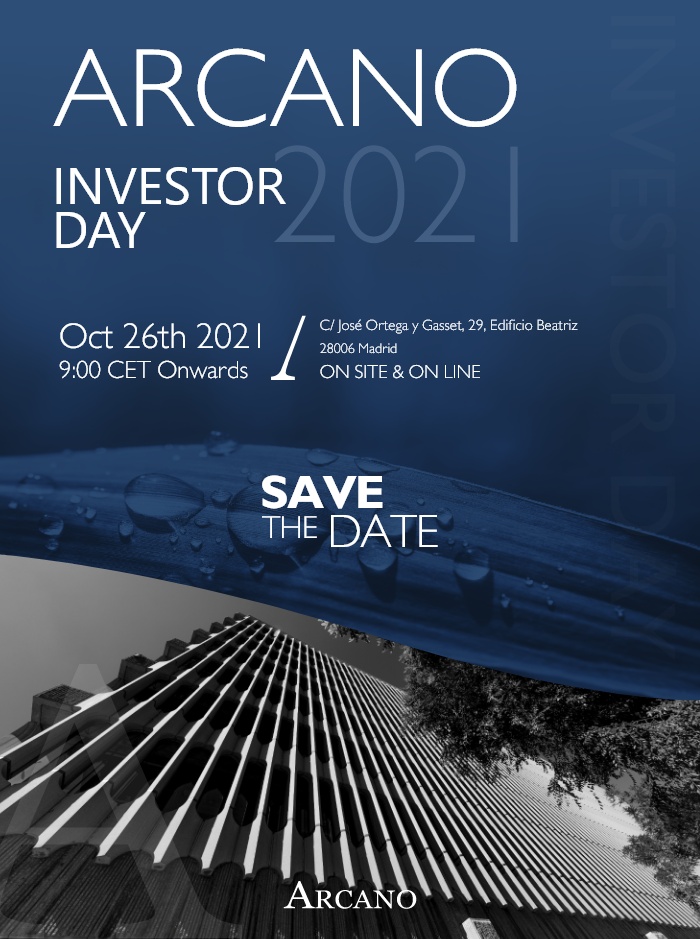 ARCANO
INVESTOR
DAY
2021
Oct 26th 2021
9:00 CET Onwards
C/ José Ortega y Gasset, 29, Edificio Beatriz
28006 Madrid
ON SITE & ON LINE
INVESTOR DAY
SAVE
THE DATE
A
ARCANO